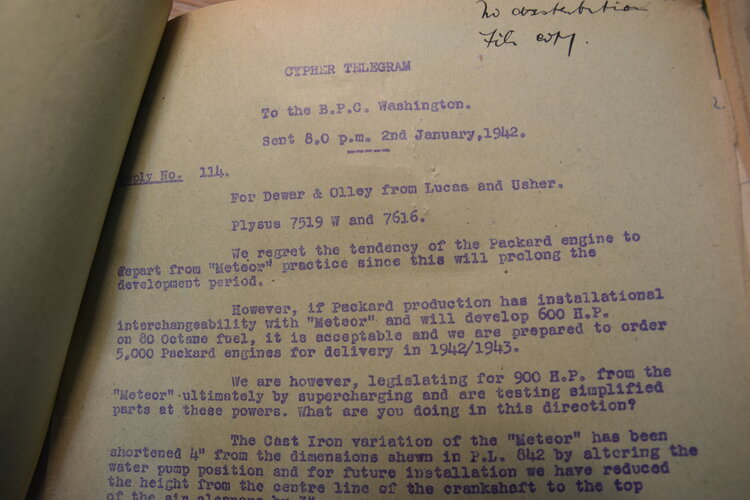 No distribution
File copy.
CYPHER TELEGRAM
To the B.P.C. Washington.
Sent 8.0 p.m. 2nd January,1942.
Supply No. 114.
2.
For Dewar & Olley from Lucas and Usher.
Plysus 7519 W and 7616.
We regret the tendency of the Packard engine to
depart from "Meteor" practice since this will prolong the
development period.
However, if Packard production has installational
interchangeability with "Meteor" and will develop 600 H.P.
on 80 Octane fuel, it is acceptable and we are prepared to order
5,000 Packard engines for delivery in 1942/1943.
We are however, legislating for 900 H.P. from the
"Meteor" ultimately by supercharging and are testing simplified
parts at these powers. What are you doing in this direction?
The Cast Iron variation of the "Meteor" has been
shortened 4" from the dimensions shewn in P.L. 842 by altering the
water pump position and for future installation we have reduced
the height from the centre line of the crankshaft to the top
of the air cleaners by 3"